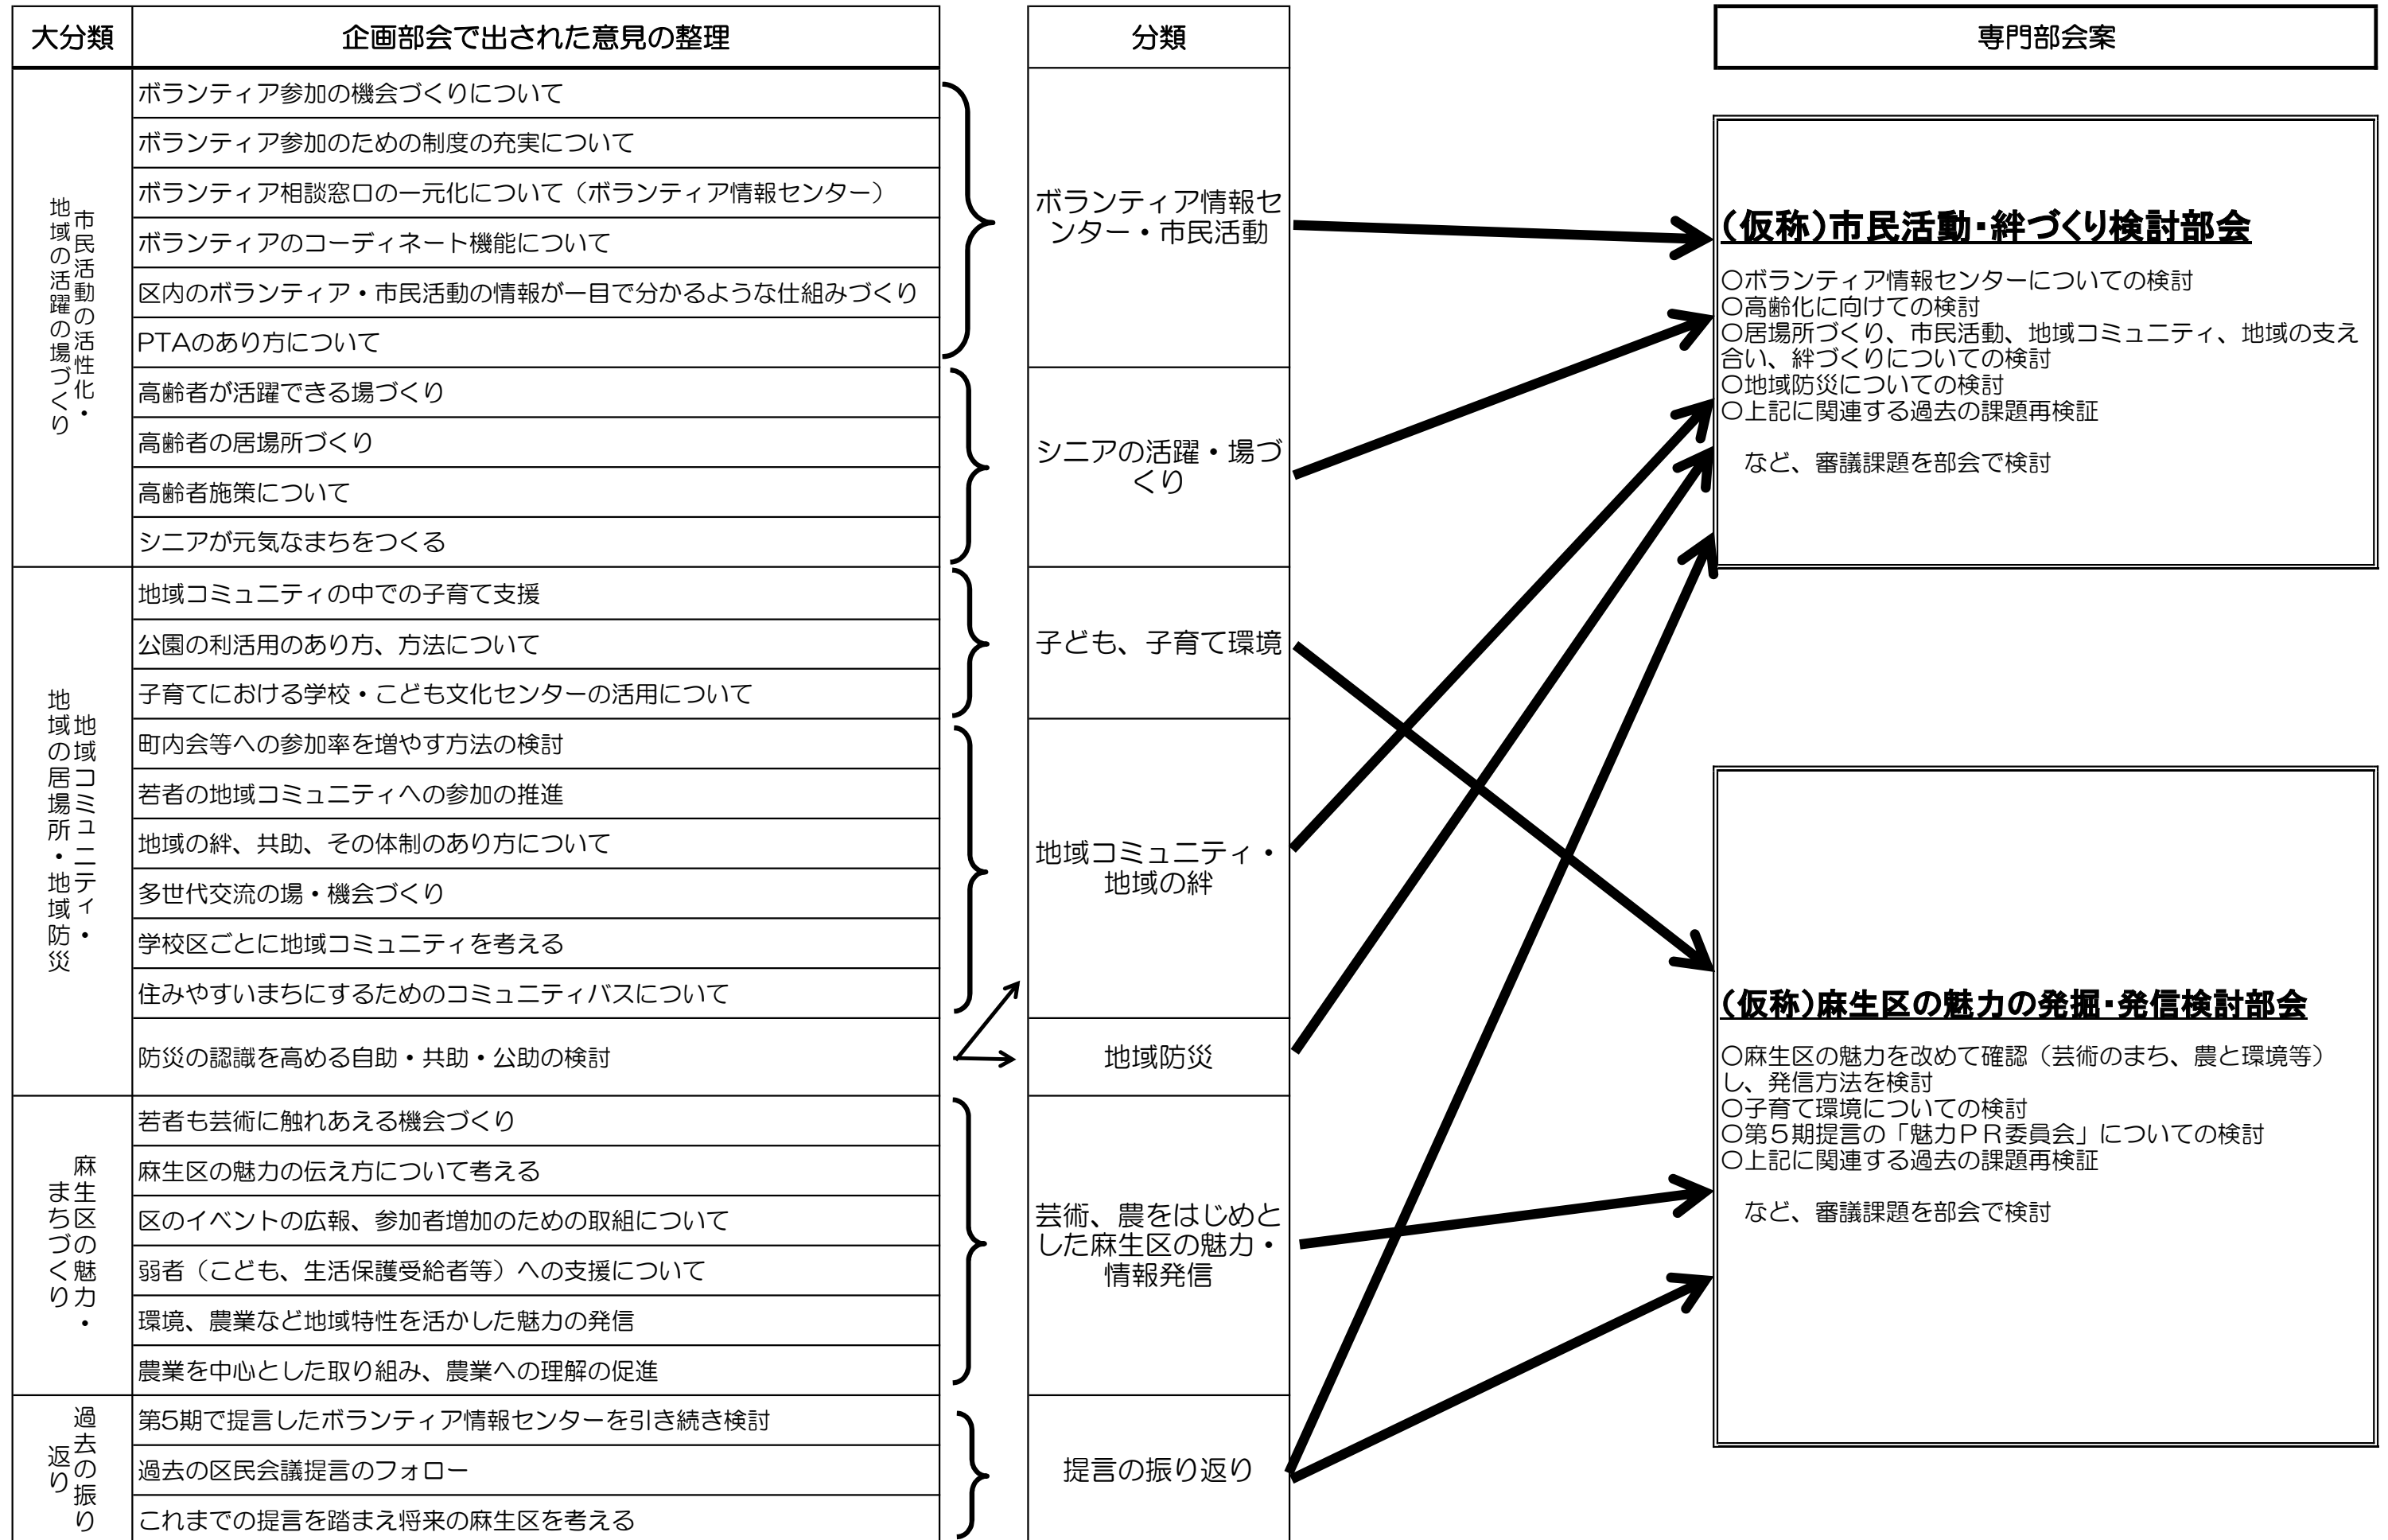 大分類
企画部会で出された意見の整理
分類
専門部会案
市民活動の活性化・
地域の活躍の場づくり
ボランティア参加の機会づくりについて
ボランティア参加のための制度の充実について
ボランティア相談窓口の一元化について（ボランティア情報センター）
ボランティアのコーディネート機能について
区内のボランティア・市民活動の情報が一目で分かるような仕組みづくり
PTAのあり方について
高齢者が活躍できる場づくり
高齢者の居場所づくり
高齢者施策について
シニアが元気なまちをつくる
地域コミュニティ・
地域の居場所・地域防災
地域コミュニティの中での子育て支援
公園の利活用のあり方、方法について
子育てにおける学校・こども文化センターの活用について
町内会等への参加率を増やす方法の検討
若者の地域コミュニティへの参加の推進
地域の絆、共助、その体制のあり方について
多世代交流の場・機会づくり
学校区ごとに地域コミュニティを考える
住みやすいまちにするためのコミュニティバスについて
防災の認識を高める自助・共助・公助の検討
麻生区の魅力・
まちづくり
若者も芸術に触れあえる機会づくり
麻生区の魅力の伝え方について考える
区のイベントの広報、参加者増加のための取組について
弱者（こども、生活保護受給者等）への支援について
環境、農業など地域特性を活かした魅力の発信
農業を中心とした取り組み、農業への理解の促進
過去の振り
返り
第5期で提言したボランティア情報センターを引き続き検討
過去の区民会議提言のフォロー
これまでの提言を踏まえ将来の麻生区を考える
ボランティア情報セ
ンター・市民活動
シニアの活躍・場づ
くり
子ども、子育て環境
地域コミュニティ・
地域の絆
地域防災
芸術、農をはじめと
した麻生区の魅力・
情報発信
提言の振り返り
（仮称）市民活動・絆づくり検討部会
○ボランティア情報センターについての検討
○高齢化に向けての検討
○居場所づくり、市民活動、地域コミュニティ、地域の支え
合い、絆づくりについての検討
○地域防災についての検討
○上記に関連する過去の課題再検証
など、審議課題を部会で検討
（仮称）麻生区の魅力の発掘・発信検討部会
○麻生区の魅力を改めて確認（芸術のまち、農と環境等）
し、発信方法を検討
○子育て環境についての検討
○第５期提言の「魅力ＰＲ委員会」についての検討
○上記に関連する過去の課題再検証
など、審議課題を部会で検討